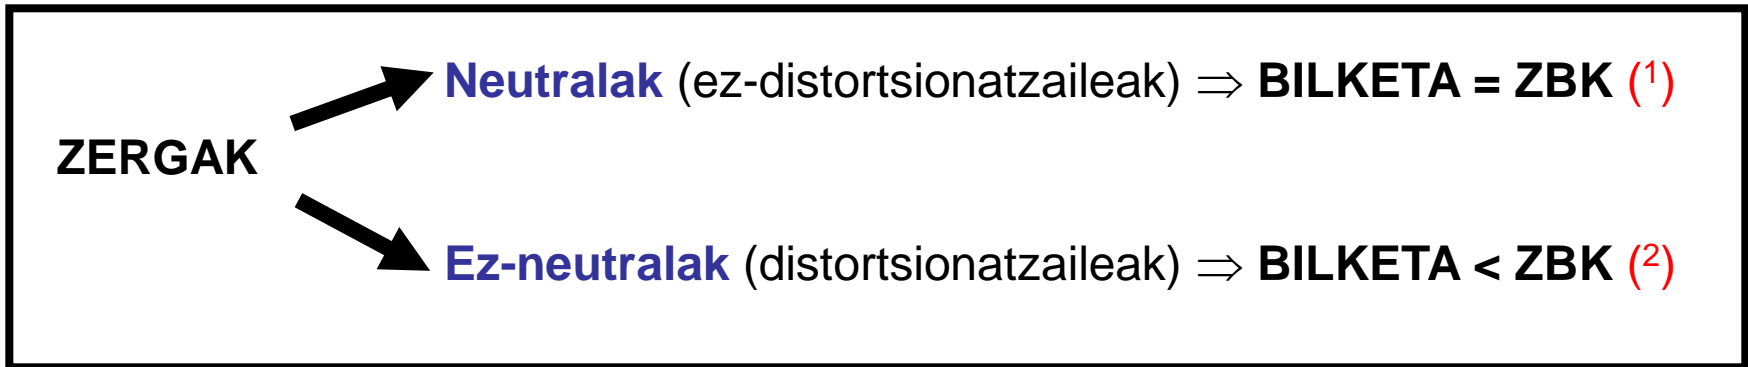 Neutralak (ez-distortsionatzaileak) ⇒ BILKETA = ZBK (¹)
ZERGAK
Ez-neutralak (distortsionatzaileak) ⇒ BILKETA < ZBK (²)